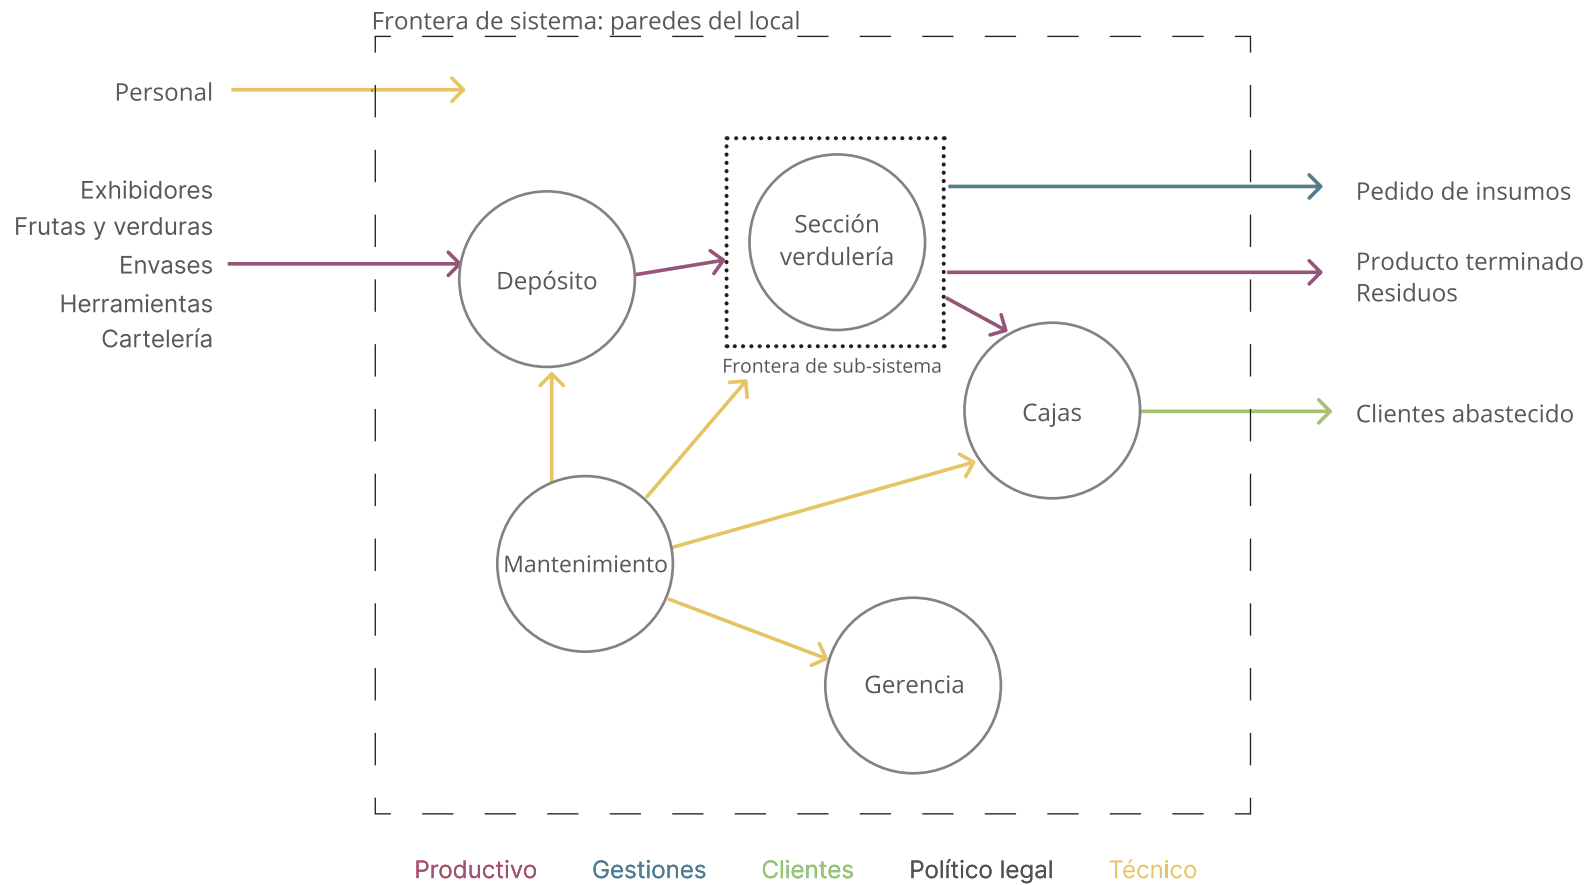 Frontera de sistema: paredes del local
Personal
Exhibidores
Frutas y verduras
Envases
Herramientas
Cartelería
Depósito
Sección
verdulería
Frontera de sub-sistema
Pedido de insumos
Producto terminado
Residuos
Cajas
Clientes abastecido
Mantenimiento
Gerencia
Productivo Gestiones Clientes Político legal Técnico